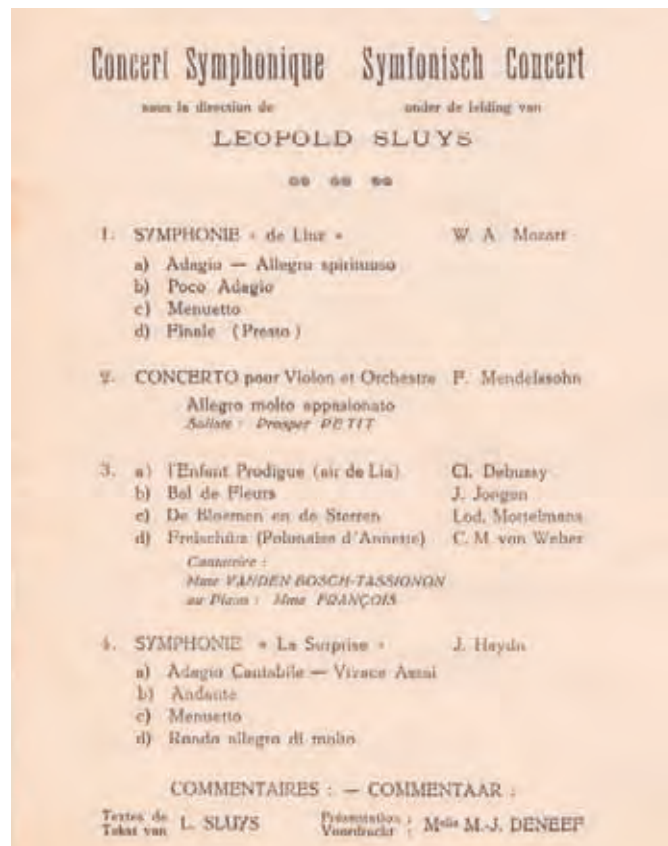 Concert Symphonique Symfonisch Concert
sous la direction de onder de leiding van
LEOPOLD SLUYS
1. SYMPHONIE « de Linz » W. A. Mozart
a) Adagio — Allegro spirituoso
b) Poco Adagio
c) Menuetto
d) Finale (Presto)
2. CONCERTO pour Violon et Orchestre F. Mendelssohn
Allegro molto appasionato
Soliste : Prosper PETIT
3. a) l'Enfant Prodigue (air de Lia) Cl. Debussy
b) Bal de Fleurs J. Jongen
c) De Bloemen en de Sterren Lod. Mortelmans
d) Freischütz (Polonaise d'Annette) C. M. von Weber
Cantatrice :
Mme VANDEN BOSCH-TASSIONON
au Piano : Mme FRANÇOIS
4. SYMPHONIE « La Surprise » J. Haydn
a) Adagio Cantabile — Vivace Assai
b) Andante
c) Menuetto
d) Rondo allegro di molto
COMMENTAIRES : — COMMENTAAR :
Textes de Présentation :
Tekst van L. SLUYS Voordracht : Melle M.-J. DENEEF